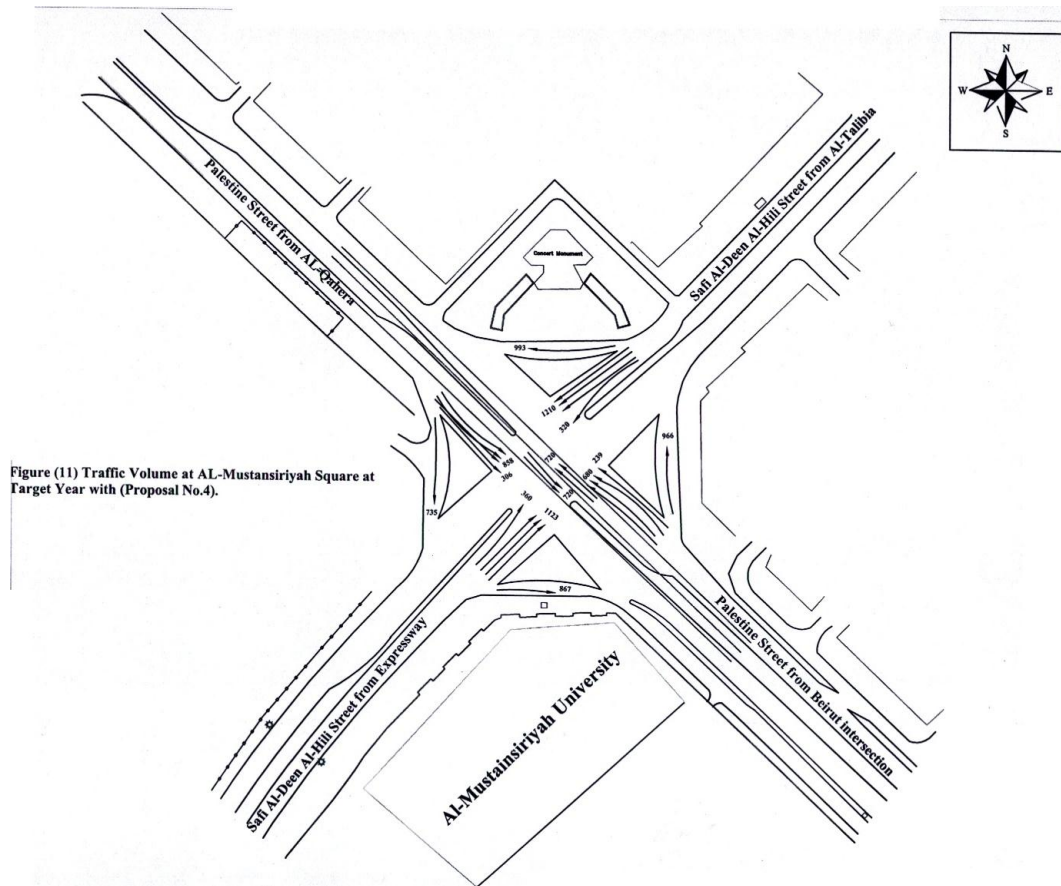 N
W E
S
Palestine Street from AL-Qahera
Safi Al-Deen Al-Hili Street from Al-Talibia
Concert Monument
993
1210
320
966
239
720
680
720
858
306
735
360
1123
867
Figure (11) Traffic Volume at AL-Mustansiriyah Square at
Target Year with (Proposal No.4).
Palestine Street from Beirut intersection
Safi Al-Deen Al-Hili Street from Expressway
Al-Mustainsiriyah University